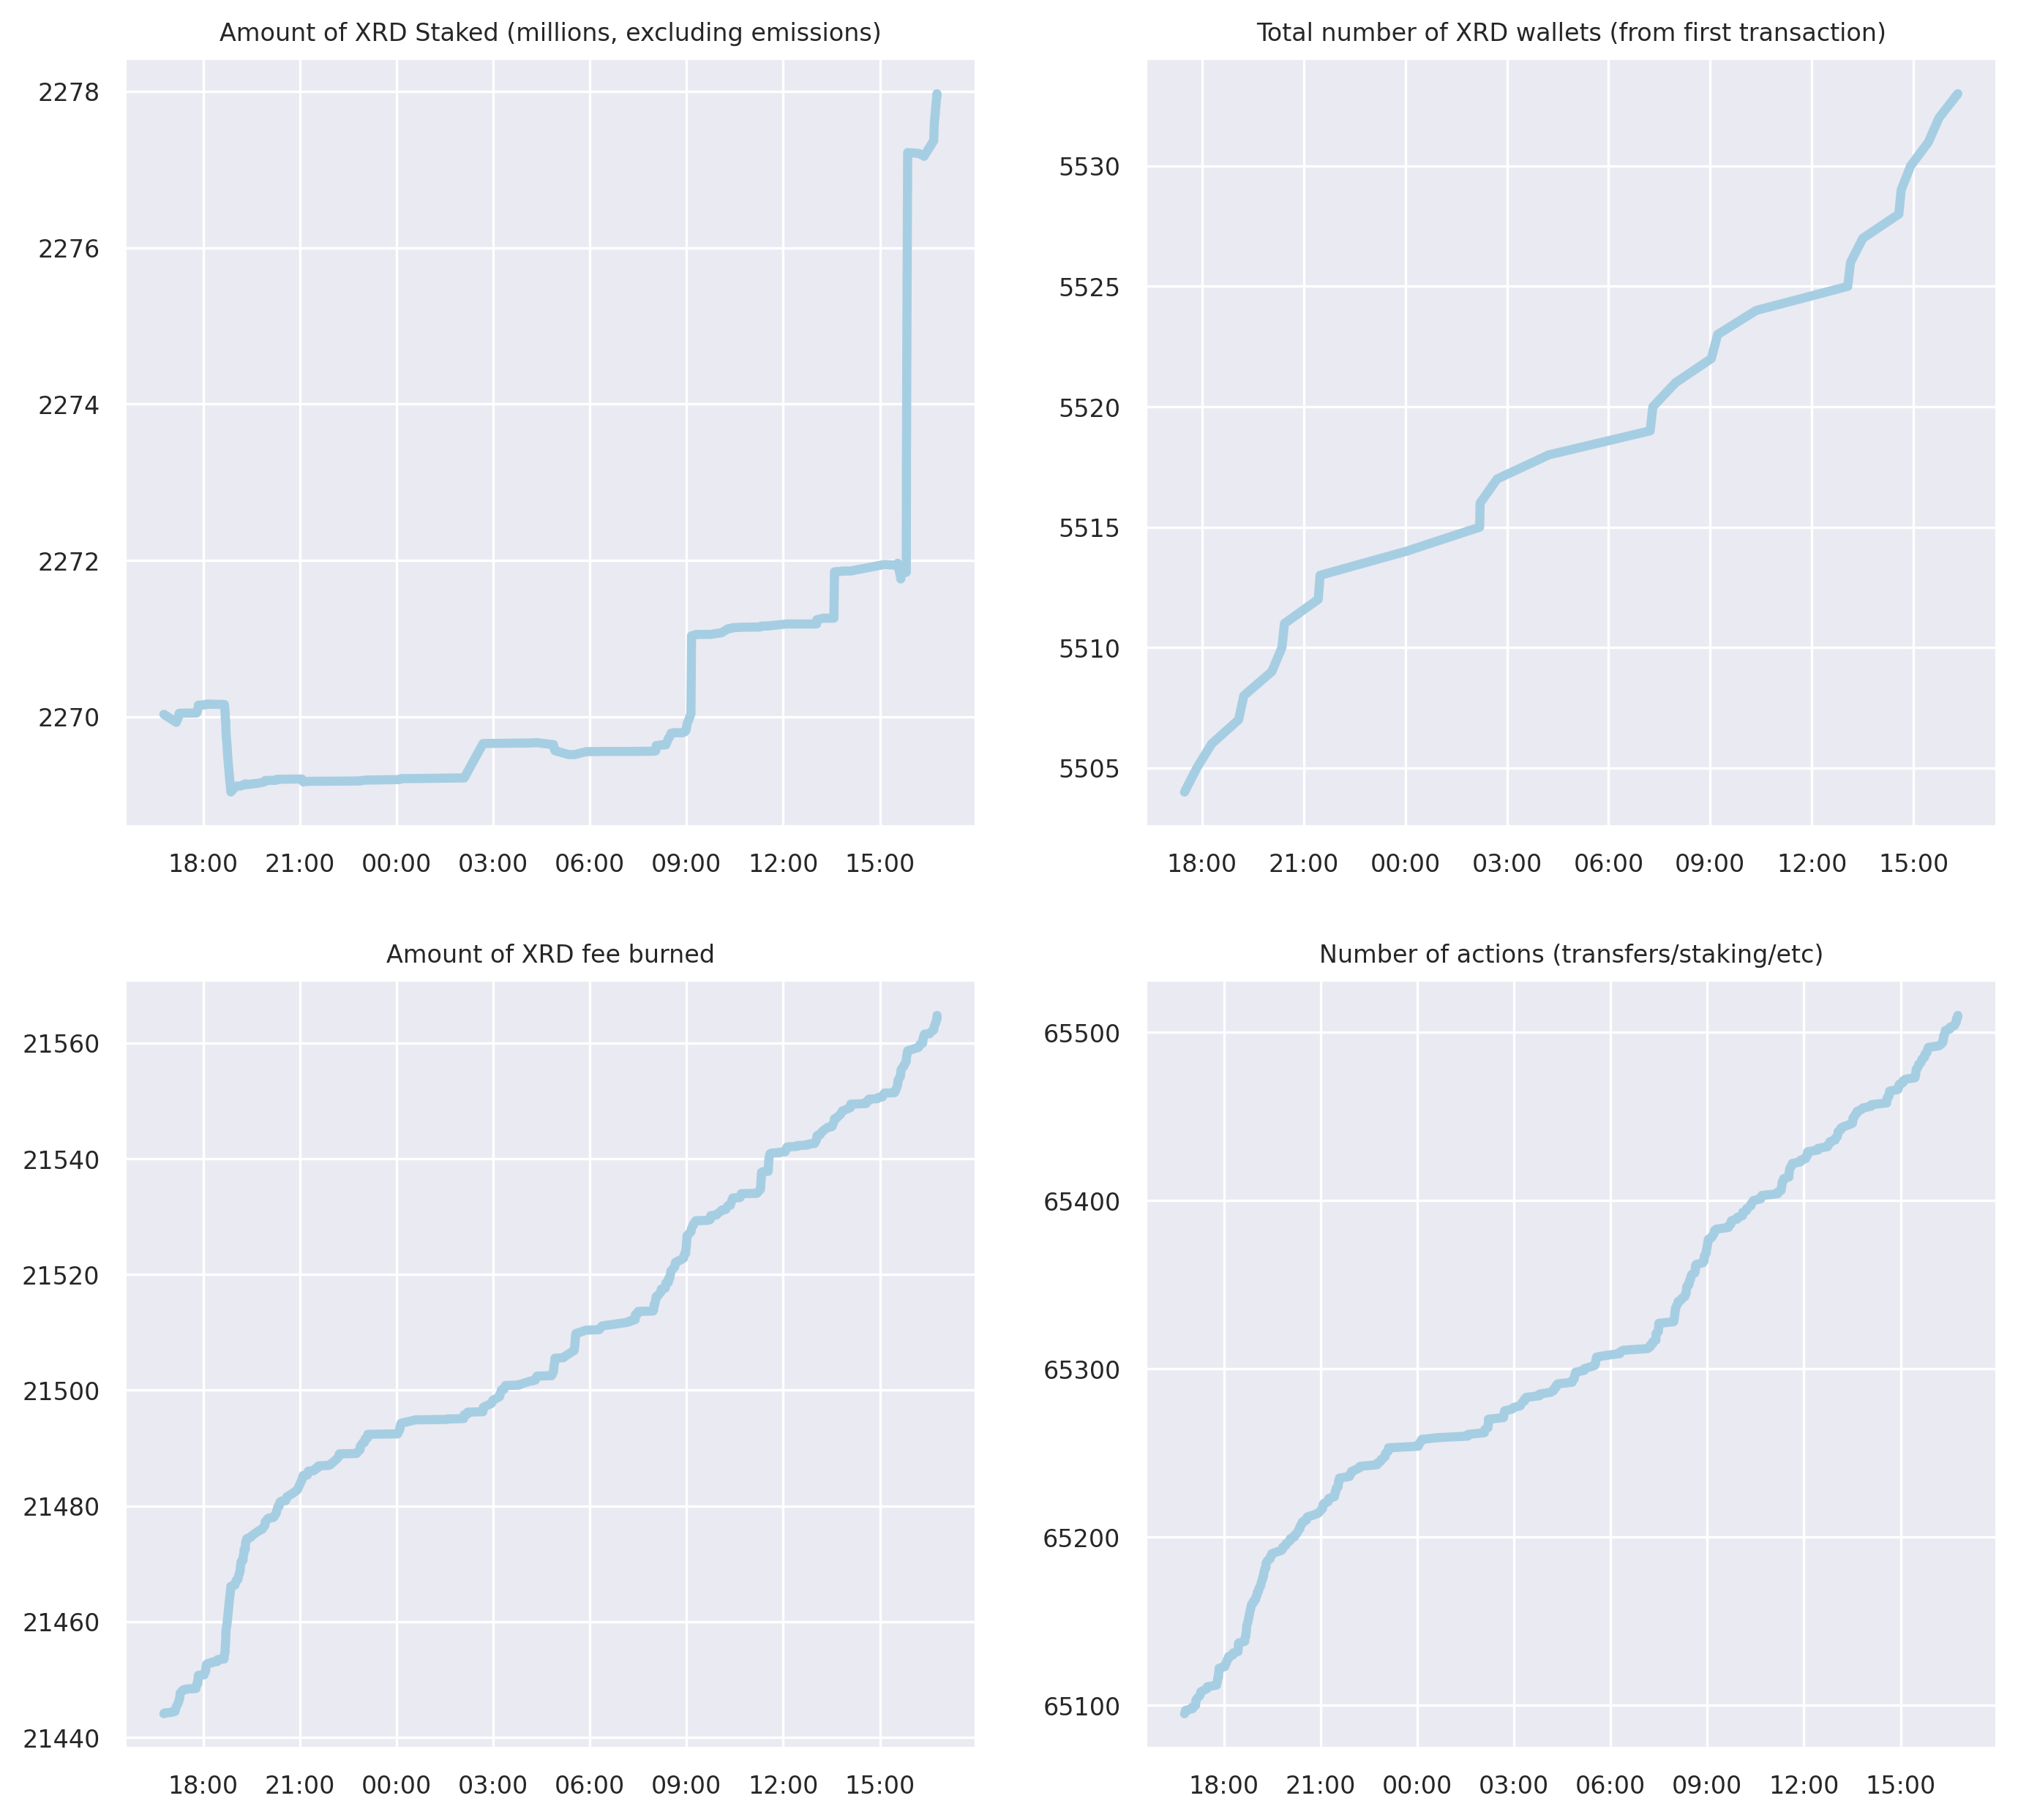 Amount of XRD Staked (millions, excluding emissions)
2278
2276
2274
2272
2270
18:00 21:00 00:00 03:00 06:00 09:00 12:00 15:00
Total number of XRD wallets (from first transaction)
5530
5525
5520
5515
5510
5505
18:00 21:00 00:00 03:00 06:00 09:00 12:00 15:00
Amount of XRD fee burned
21560
21540
21520
21500
21480
21460
21440
18:00 21:00 00:00 03:00 06:00 09:00 12:00 15:00
Number of actions (transfers/staking/etc)
65500
65400
65300
65200
65100
18:00 21:00 00:00 03:00 06:00 09:00 12:00 15:00